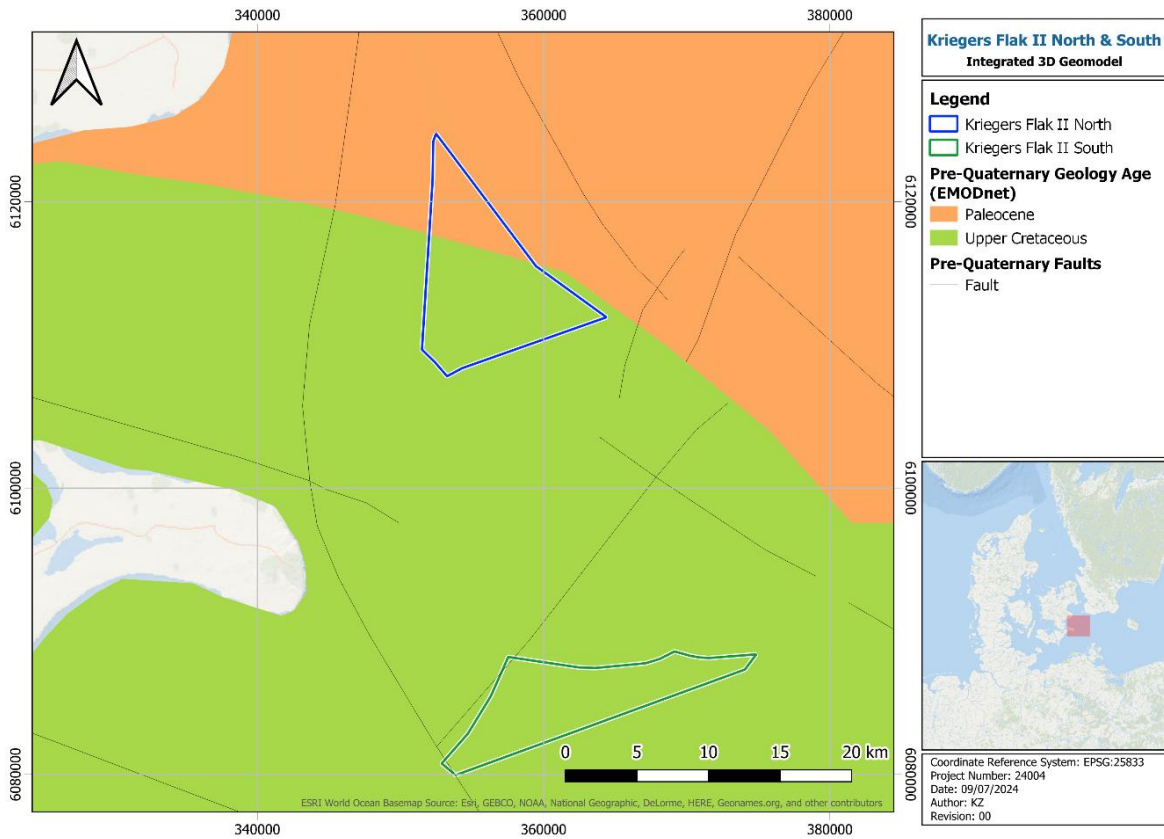 340000
360000
380000
6120000
6120000
6100000
6100000
6080000
6080000
0 5 10 15 20 km
ESRI World Ocean Basemap Source: Esri, GEBCO, NOAA, National Geographic, DeLorme, HERE, Geonames.org, and other contributors
340000
360000
380000
Kriegers Flak II North & South
Integrated 3D Geomodel
Legend
Kriegers Flak II North
Kriegers Flak II South
Pre-Quaternary Geology Age
(EMODnet)
Paleocene
Upper Cretaceous
Pre-Quaternary Faults
Fault
Coordinate Reference System: EPSG:25833
Project Number: 24004
Date: 09/07/2024
Author: KZ
Revision: 00